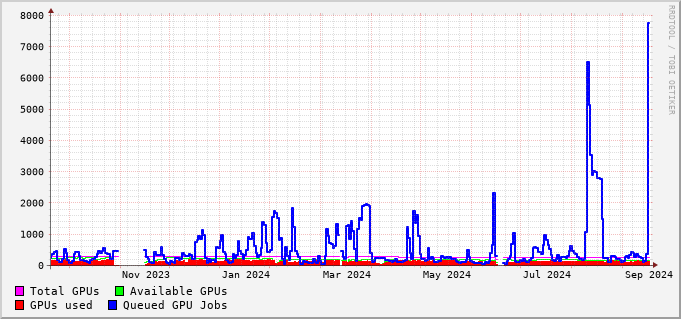 8000
7000
6000
5000
4000
3000
2000
1000
0
Nov 2023 Jan 2024 Mar 2024 May 2024 Jul 2024 Sep 2024
Total GPUs Available GPUs
GPUs used Queued GPU Jobs
RRDTOOL / TOBI OETIKER